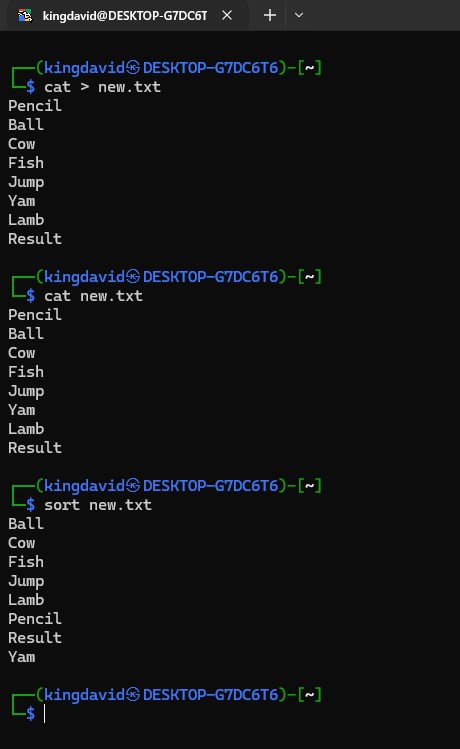 kingdavid@DESKTOP-G7DC6T
┌──(kingdavid㉿DESKTOP-G7DC6T6)-[~]
└─$ cat > new.txt
Pencil
Ball
Cow
Fish
Jump
Yam
Lamb
Result
┌──(kingdavid㉿DESKTOP-G7DC6T6)-[~]
└─$ cat new.txt
Pencil
Ball
Cow
Fish
Jump
Yam
Lamb
Result
┌──(kingdavid㉿DESKTOP-G7DC6T6)-[~]
└─$ sort new.txt
Ball
Cow
Fish
Jump
Lamb
Pencil
Result
Yam
┌──(kingdavid㉿DESKTOP-G7DC6T6)-[~]
└─$